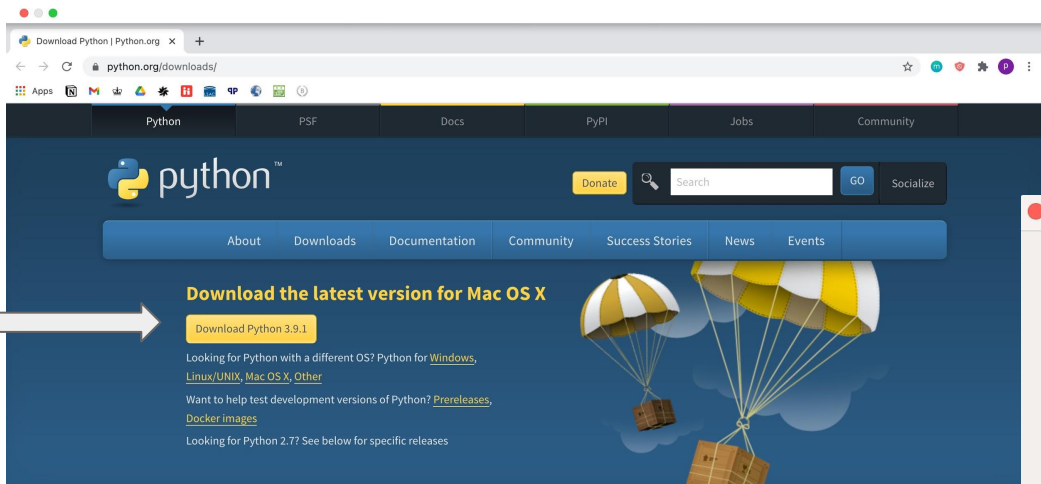 Download Python | Python.org
python.org/downloads/
P
Apps
Python PSF Docs PyPI Jobs Community
python™
Donate Search GO Socialize
About Downloads Documentation Community Success Stories News Events
Download the latest version for Mac OS X
Download Python 3.9.1
Looking for Python with a different OS? Python for Windows,
Linux/UNIX, Mac OS X, Other
Want to help test development versions of Python? Prereleases,
Docker images
Looking for Python 2.7? See below for specific releases